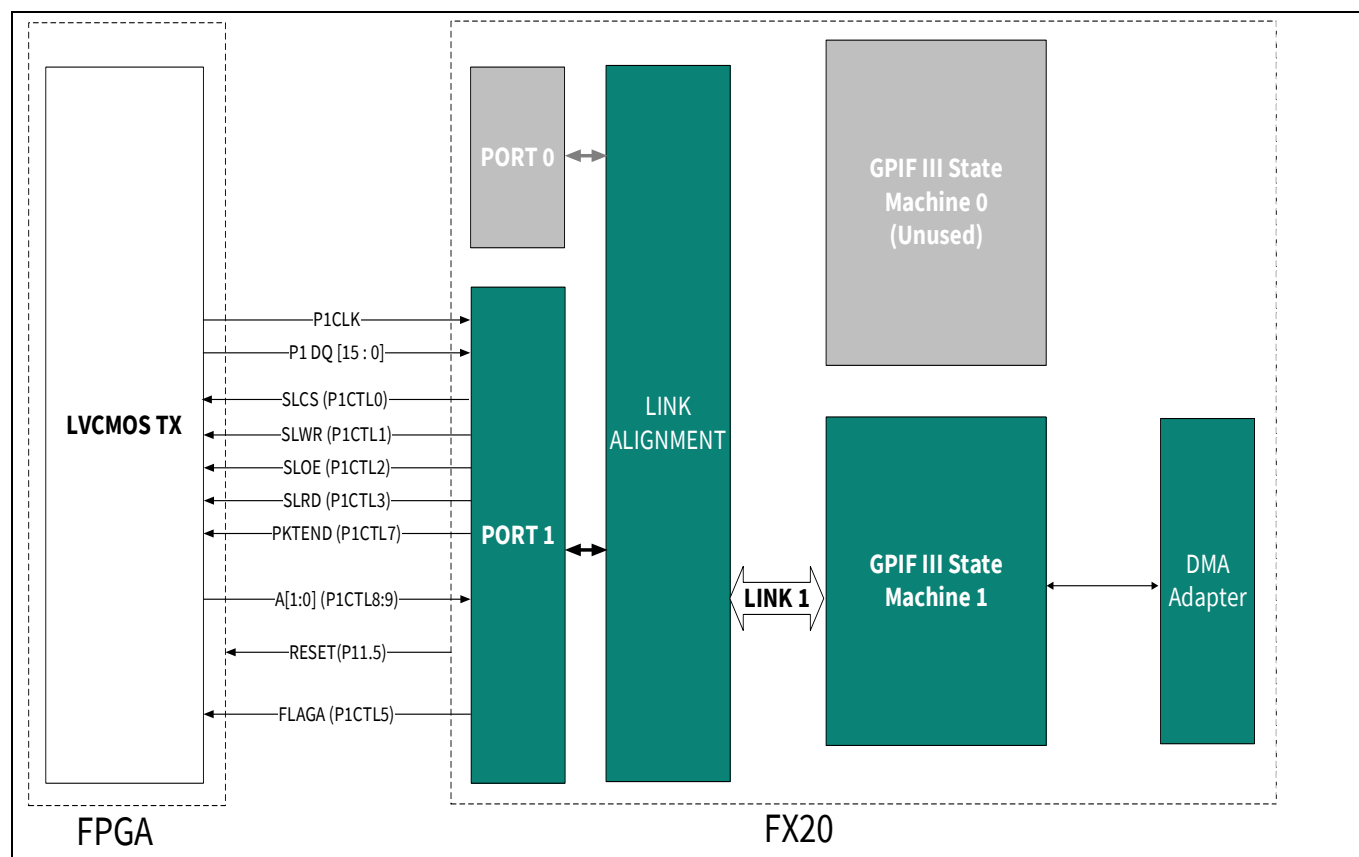 PORT 0
GPIF III State
Machine 0
(Unused)
P1CLK
P1 DQ [15 : 0]
SLCS (P1CTL0)
SLWR (P1CTL1)
SLOE (P1CTL2)
SLRD (P1CTL3)
PKTEND (P1CTL7)
A[1:0] (P1CTL8:9)
RESET(P11.5)
FLAGA (P1CTL5)
LVCMOS TX
PORT 1
LINK
ALIGNMENT
LINK 1
GPIF III State
Machine 1
DMA
Adapter
FPGA
FX20